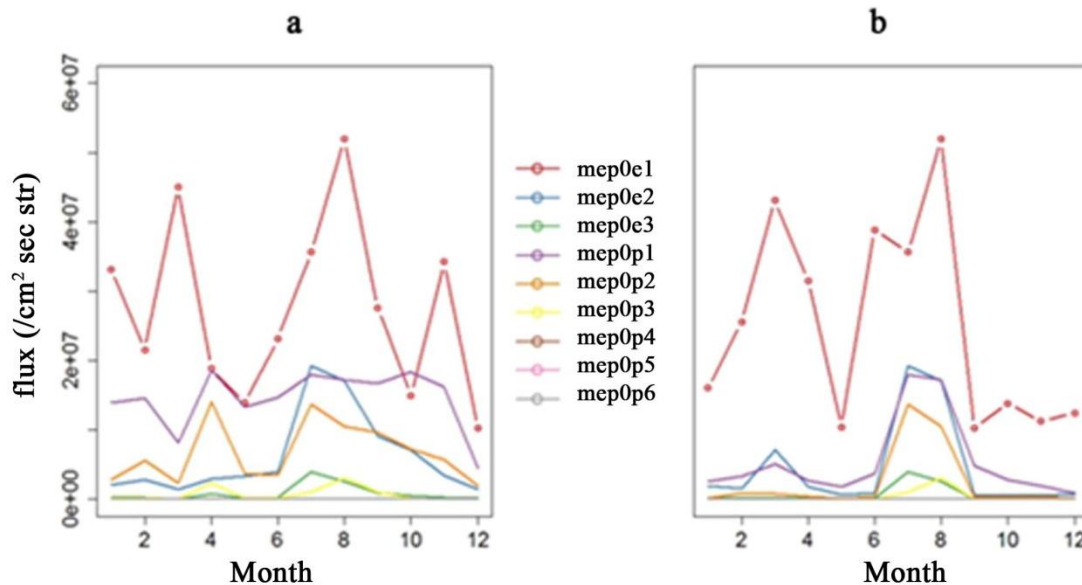 a
b
flux (/cm² sec str)
6e+07
4e+07
2e+07
0e+00
2 4 6 8 10 12
Month
mep0e1
mep0e2
mep0e3
mep0p1
mep0p2
mep0p3
mep0p4
mep0p5
mep0p6
2 4 6 8 10 12
Month